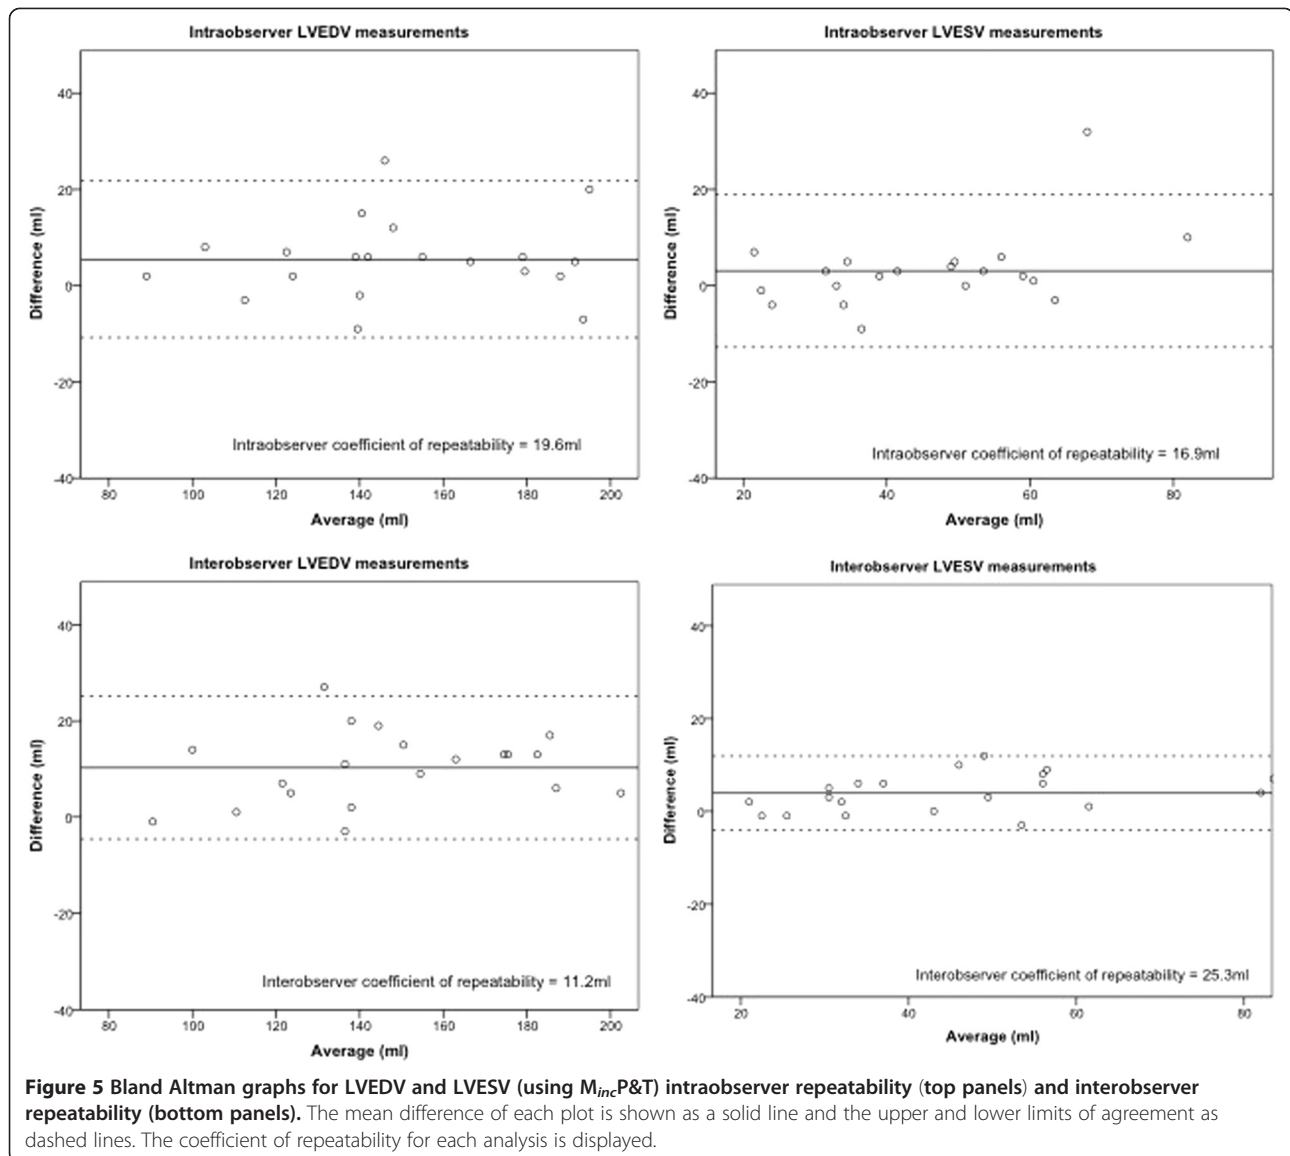 Intraobserver LVEDV measurements
40
20
0
-20
-40
Difference (ml)
Intraobserver coefficient of repeatability = 19.6ml
80 100 120 140 160 180 200
Average (ml)
Intraobserver LVESV measurements
40
20
0
-20
-40
Difference (ml)
Intraobserver coefficient of repeatability = 16.9ml
20 40 60 80
Average (ml)
Interobserver LVEDV measurements
40
20
0
-20
-40
Difference (ml)
Interobserver coefficient of repeatability = 11.2ml
80 100 120 140 160 180 200
Average (ml)
Interobserver LVESV measurements
40
20
0
-20
-40
Difference (ml)
Interobserver coefficient of repeatability = 25.3ml
20 40 60 80
Average (ml)
Figure 5 Bland Altman graphs for LVEDV and LVESV (using MincP&T) intraobserver repeatability (top panels) and interobserver
repeatability (bottom panels). The mean difference of each plot is shown as a solid line and the upper and lower limits of agreement as
dashed lines. The coefficient of repeatability for each analysis is displayed.